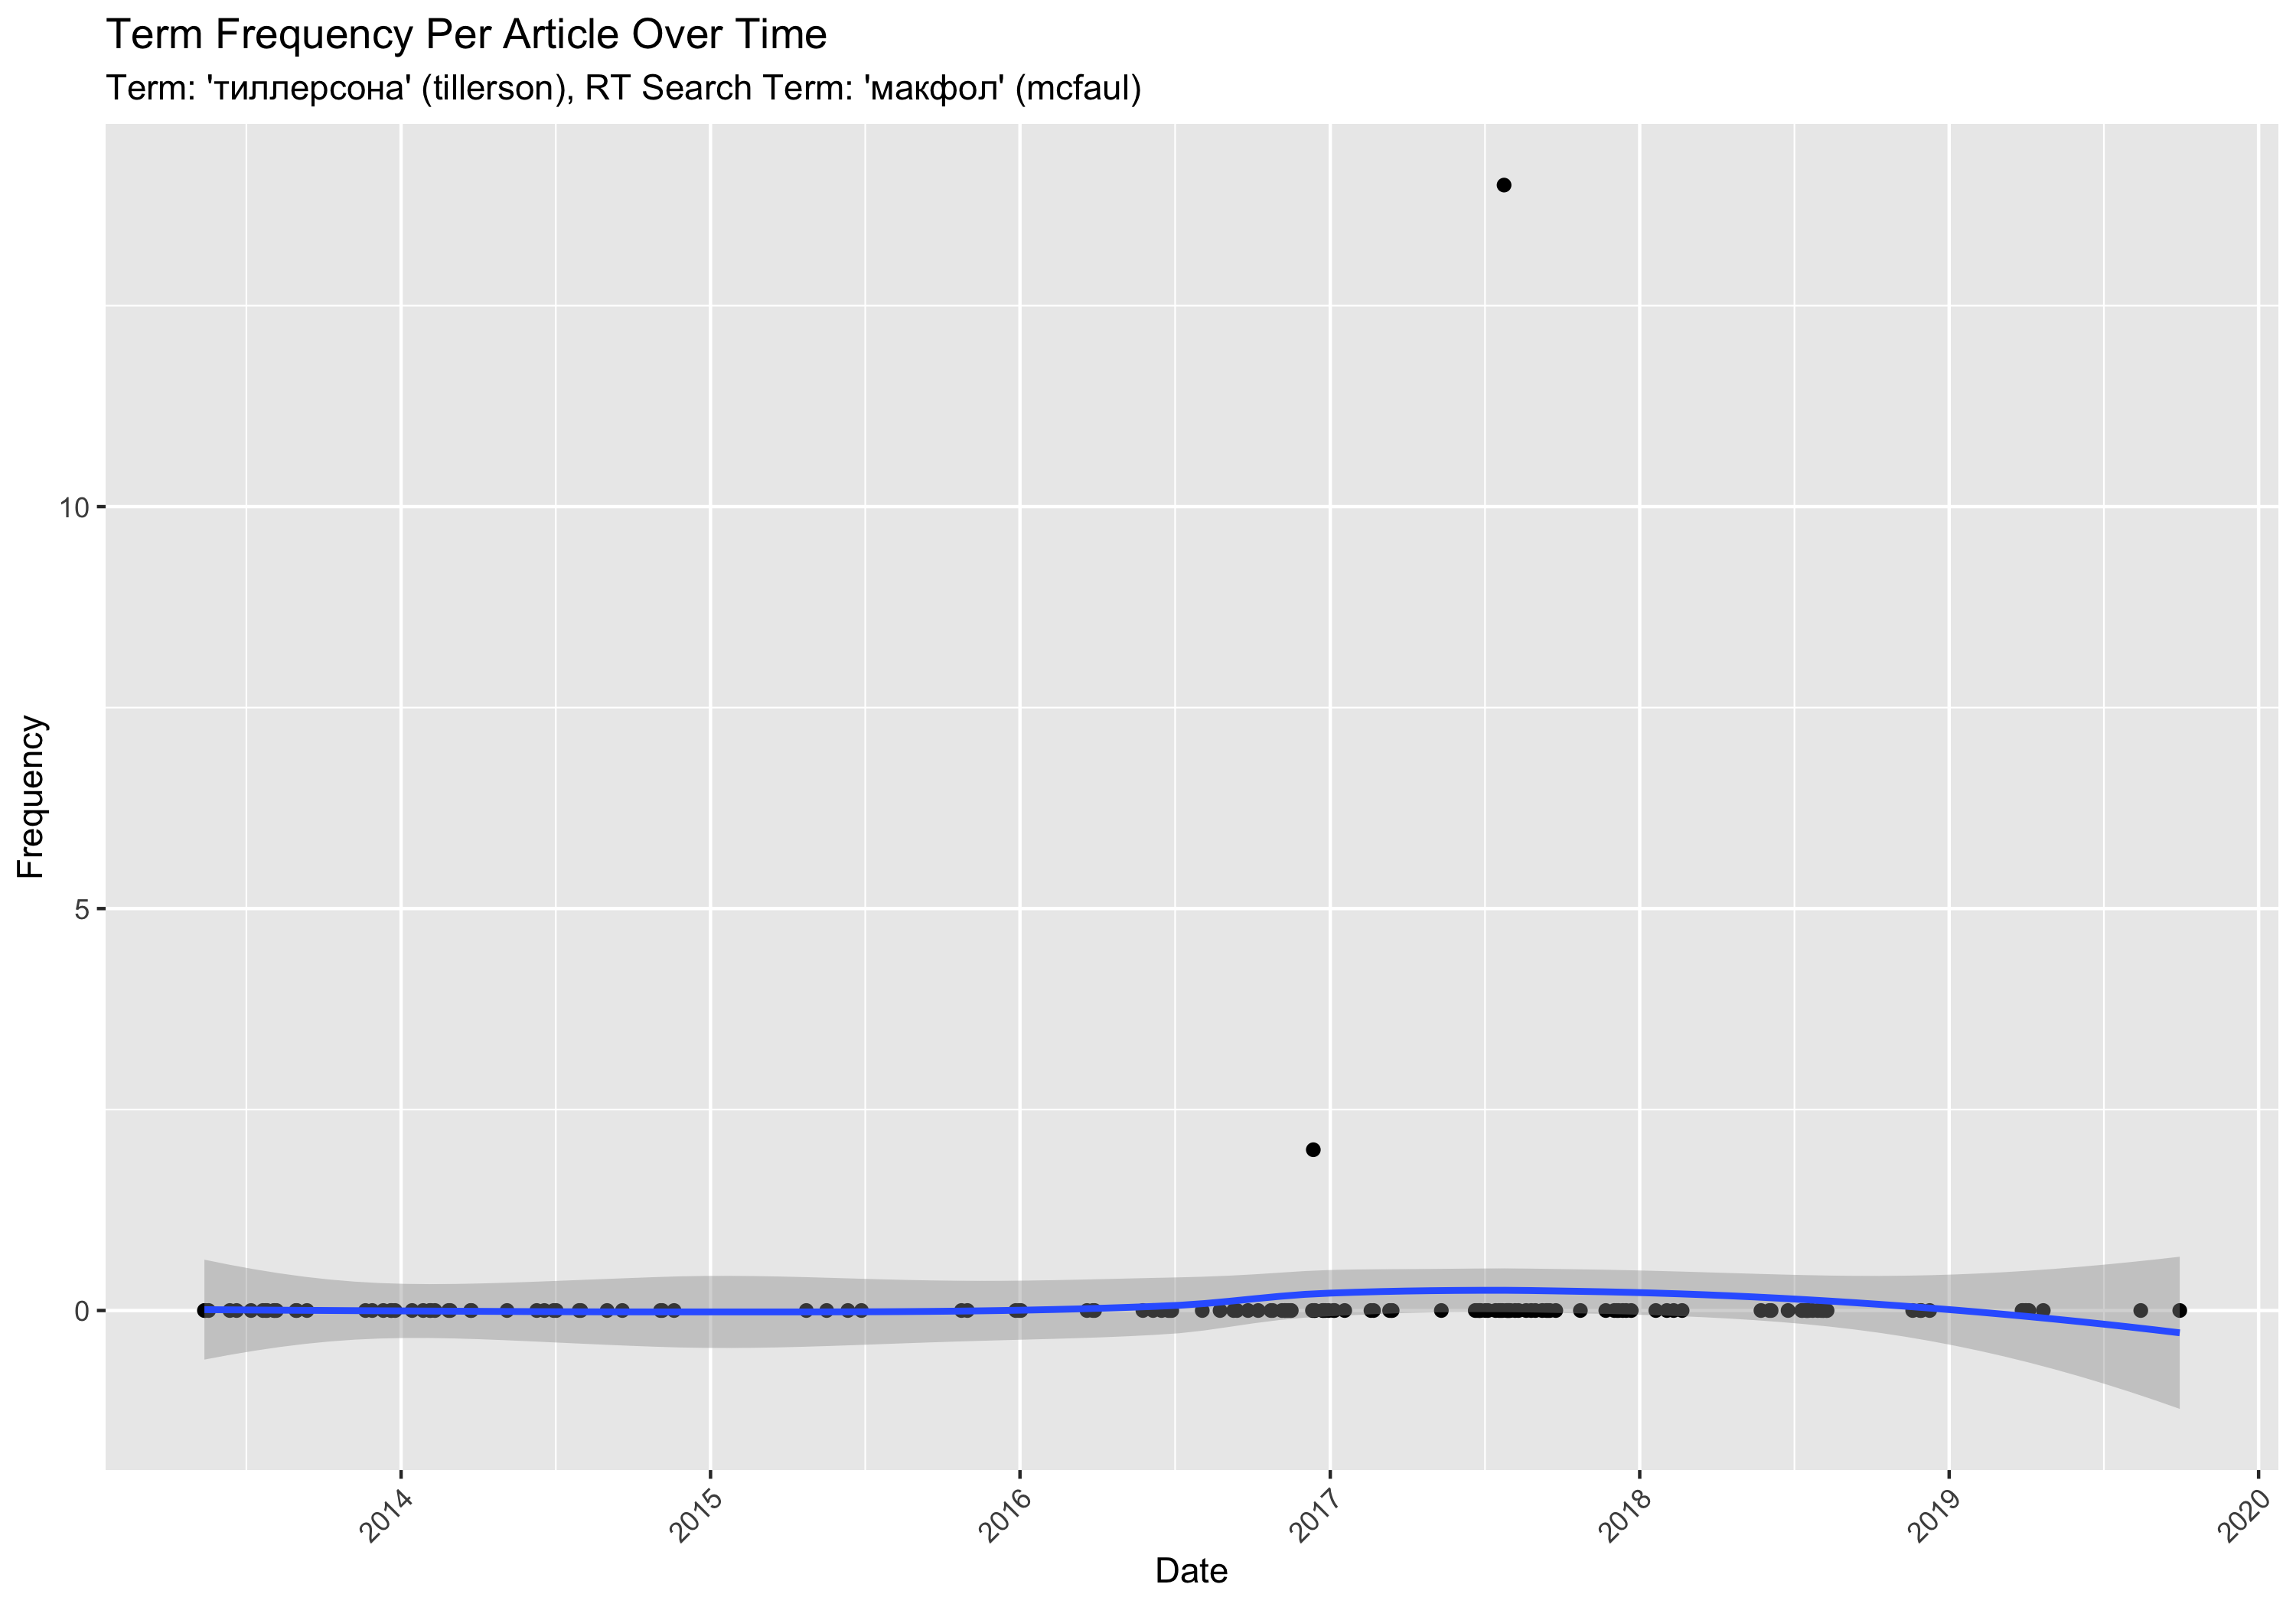 Term Frequency Per Article Over Time
Term: 'тиллерсона' (tillerson), RT Search Term: 'макфол' (mcfaul)
Frequency
10
5
0
2014
2015
2016
2017
2018
2019
2020
Date